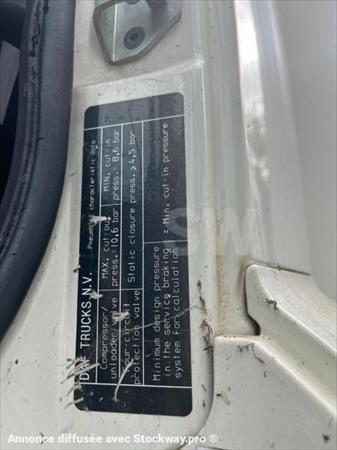 DAF TRUCKS N.V.
Pneumatic characteristic data
Compressor/ unloader valve
MAX. cut-out press.=10,6 bar
MIN. cut-in press.= 8,6 bar
Four-circuit protection valve
Static closure press.>4,5 bar
Minimum design pressure
in the service braking
system for calculation
= Min. cut-in pressure
Annonce diffusée avec Stockway.pro ®